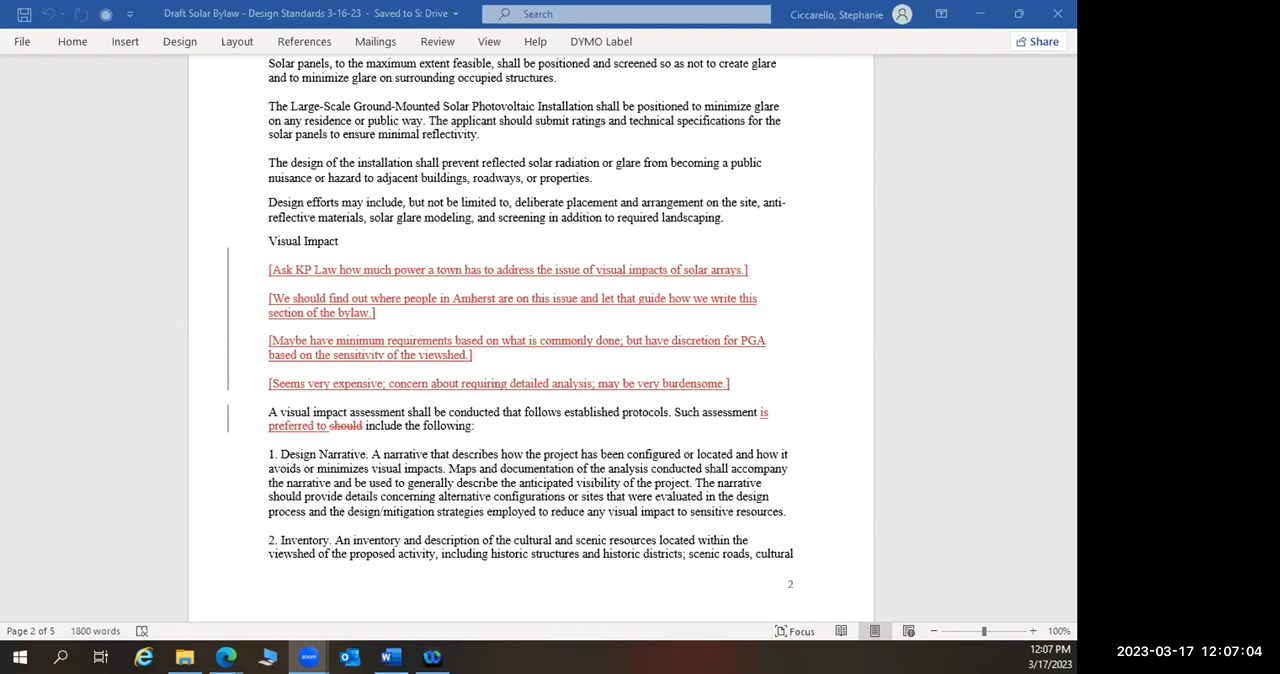 Draft Solar Bylaw - Design Standards 3-16-23 - Saved to S: Drive
Search
Ciccarello, Stephanie
File Home Insert Design Layout References Mailings Review View Help DYMO Label Share
Solar panels, to the maximum extent feasible, shall be positioned and screened so as not to create glare
and to minimize glare on surrounding occupied structures.
The Large-Scale Ground-Mounted Solar Photovoltaic Installation shall be positioned to minimize glare
on any residence or public way. The applicant should submit ratings and technical specifications for the
solar panels to ensure minimal reflectivity.
The design of the installation shall prevent reflected solar radiation or glare from becoming a public
nuisance or hazard to adjacent buildings, roadways, or properties.
Design efforts may include, but not be limited to, deliberate placement and arrangement on the site, anti-
reflective materials, solar glare modeling, and screening in addition to required landscaping.
Visual Impact
[Ask KP Law how much power a town has to address the issue of visual impacts of solar arrays.]
[We should find out where people in Amherst are on this issue and let that guide how we write this
section of the bylaw.]
[Maybe have minimum requirements based on what is commonly done; but have discretion for PGA
based on the sensitivity of the viewshed.]
[Seems very expensive; concern about requiring detailed analysis; may be very burdensome.]
A visual impact assessment shall be conducted that follows established protocols. Such assessment is
preferred to should include the following:
1. Design Narrative. A narrative that describes how the project has been configured or located and how it
avoids or minimizes visual impacts. Maps and documentation of the analysis conducted shall accompany
the narrative and be used to generally describe the anticipated visibility of the project. The narrative
should provide details concerning alternative configurations or sites that were evaluated in the design
process and the design/mitigation strategies employed to reduce any visual impact to sensitive resources.
2. Inventory. An inventory and description of the cultural and scenic resources located within the
viewshed of the proposed activity, including historic structures and historic districts; scenic roads, cultural
2
Page 2 of 5 1800 words Focus 100%
zoom
12:07 PM
3/17/2023
2023-03-17 12:07:04